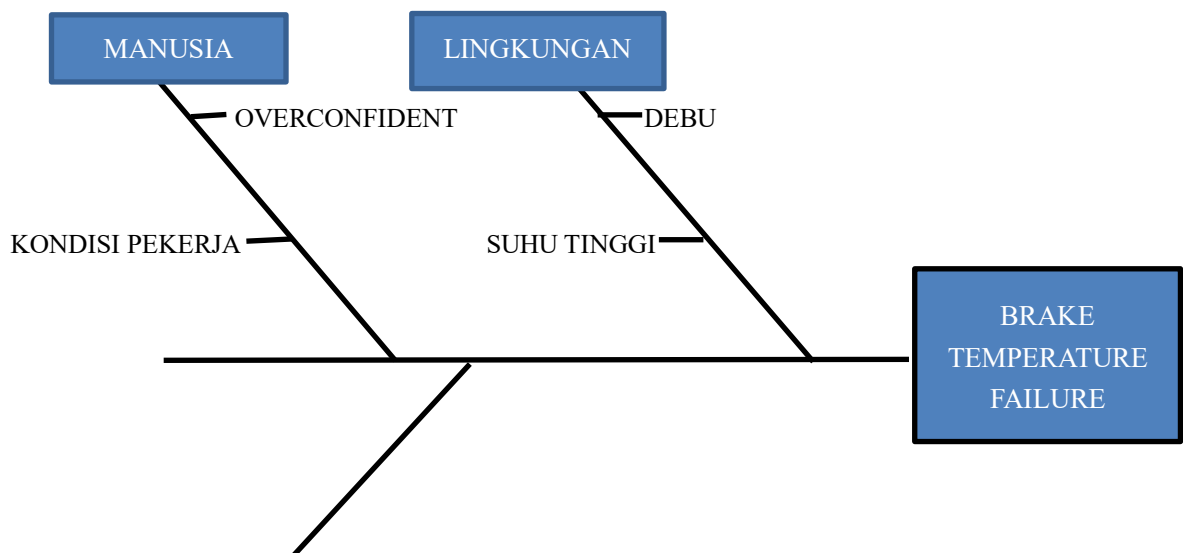 MANUSIA
LINGKUNGAN
OVERCONFIDENT
DEBU
KONDISI PEKERJA
SUHU TINGGI
BRAKE
TEMPERATURE
FAILURE